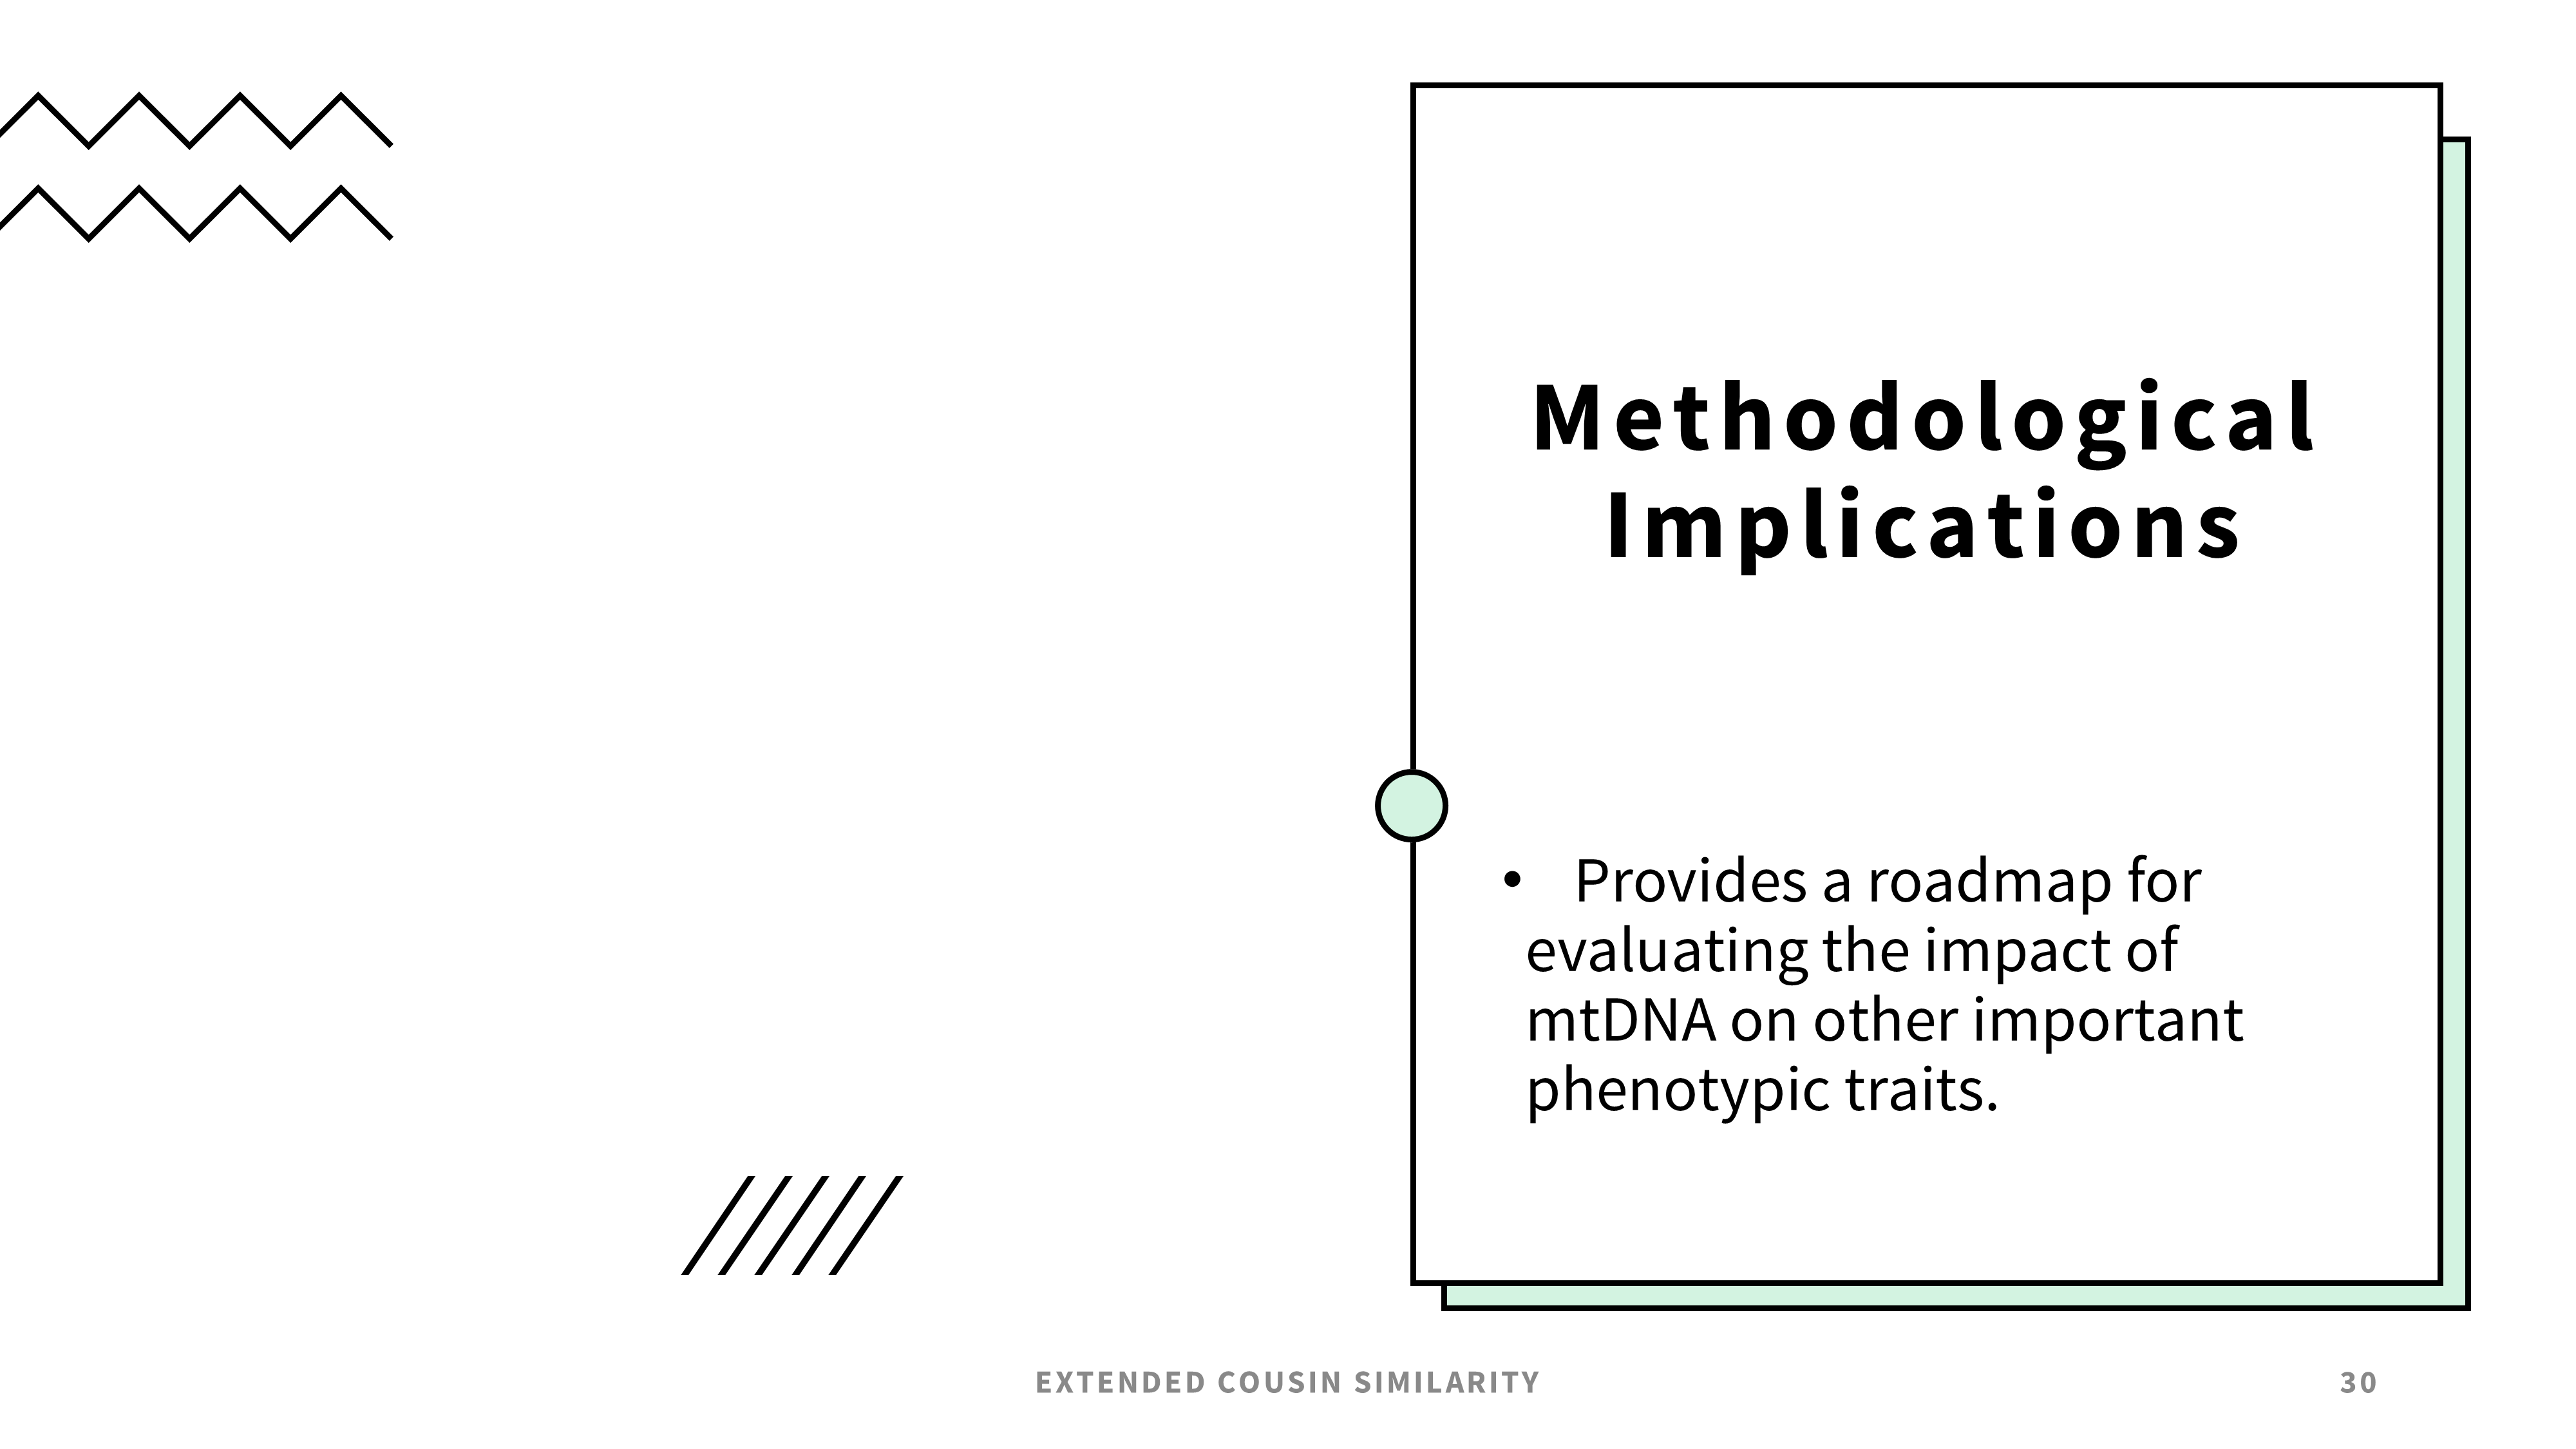 Methodological
Implications
• Provides a roadmap for
evaluating the impact of
mtDNA on other important
phenotypic traits.
EXTENDED COUSIN SIMILARITY
30